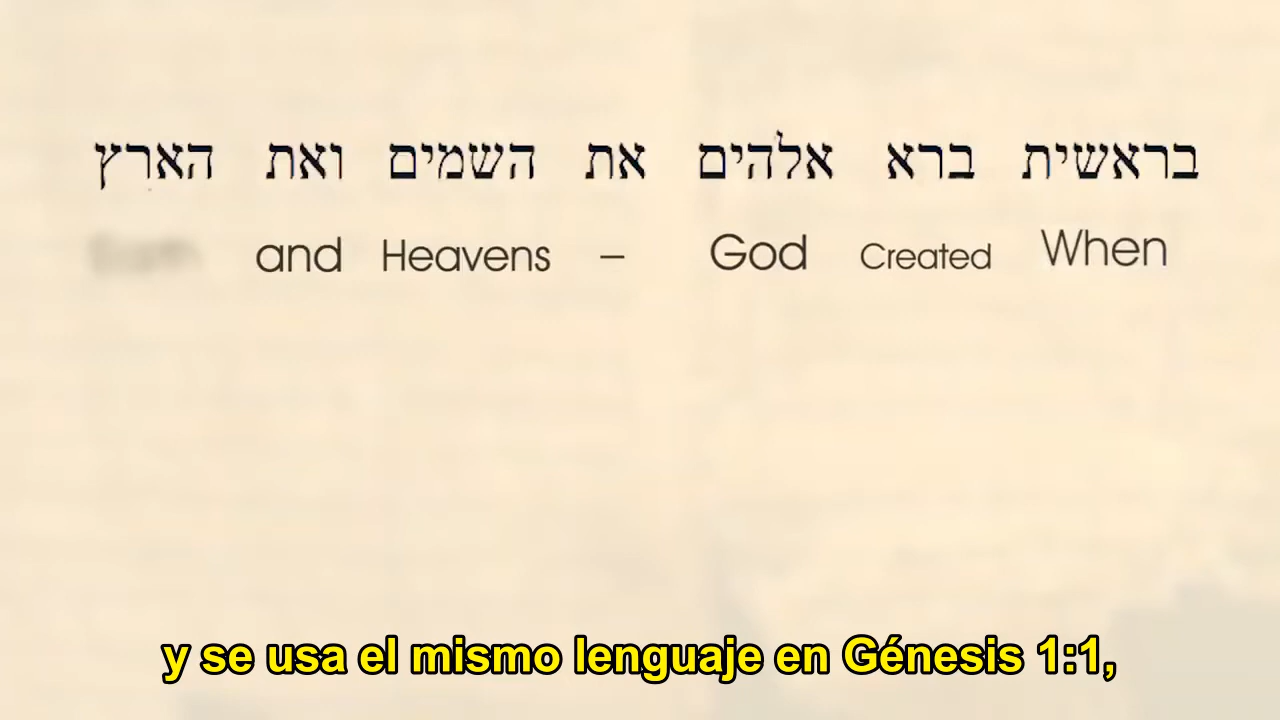 בראשית ברא אלהים את השמים ואת הארץ
and Heavens – God Created When
y se usa el mismo lenguaje en Génesis 1:1,